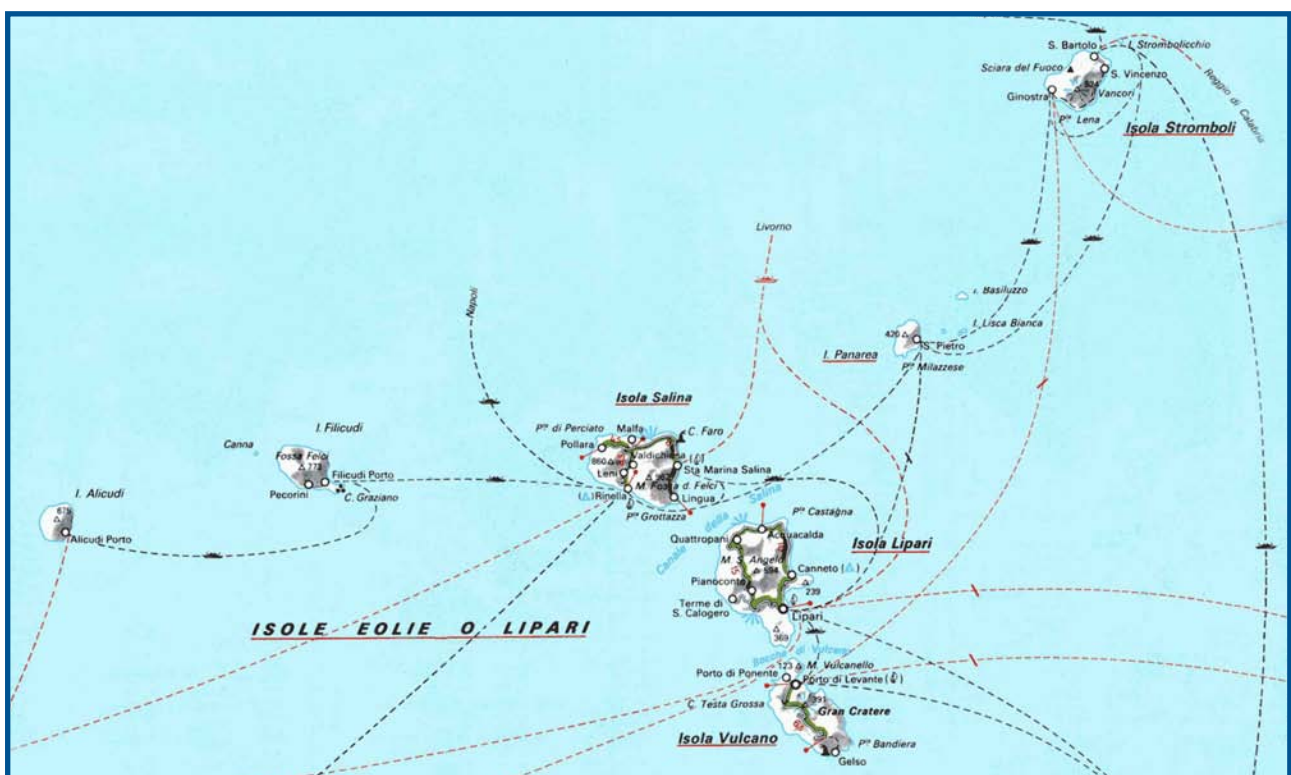 S. Bartolo
I. Strombolicchio
Sciara del Fuoco
S. Vincenzo
924
Vancori
Ginostra
Pta Lena
Isola Stromboli
Reggio di Calabria
Livorno
Napoli
I. Basiluzzo
I. Lisca Bianca
420
S. Pietro
I. Panarea
Pta Milazzese
Isola Salina
Pta di Perciato
Malfa
C. Faro
Pollara
860
Valdichiesa
Leni
Sta Marina Salina
962
M. Fossa d. Felci
Rinella
Lingua
Pta Grottazza
I. Filicudi
Canna
Fossa Felci
773
Filicudi Porto
Pecorini
C. Graziano
I. Alicudi
675
Alicudi Porto
Canale della Salina
Pta Castagna
Quattropani
Acquacalda
Isola Lipari
M. S. Angelo
594
Canneto
Pianoconte
239
Terme di
S. Calogero
Lipari
369
ISOLE EOLIE O LIPARI
Bocche di Vulcano
123
M. Vulcanello
Porto di Ponente
Porto di Levante
C. Testa Grossa
391
Gran Cratere
Isola Vulcano
Pta Bandiera
Gelso